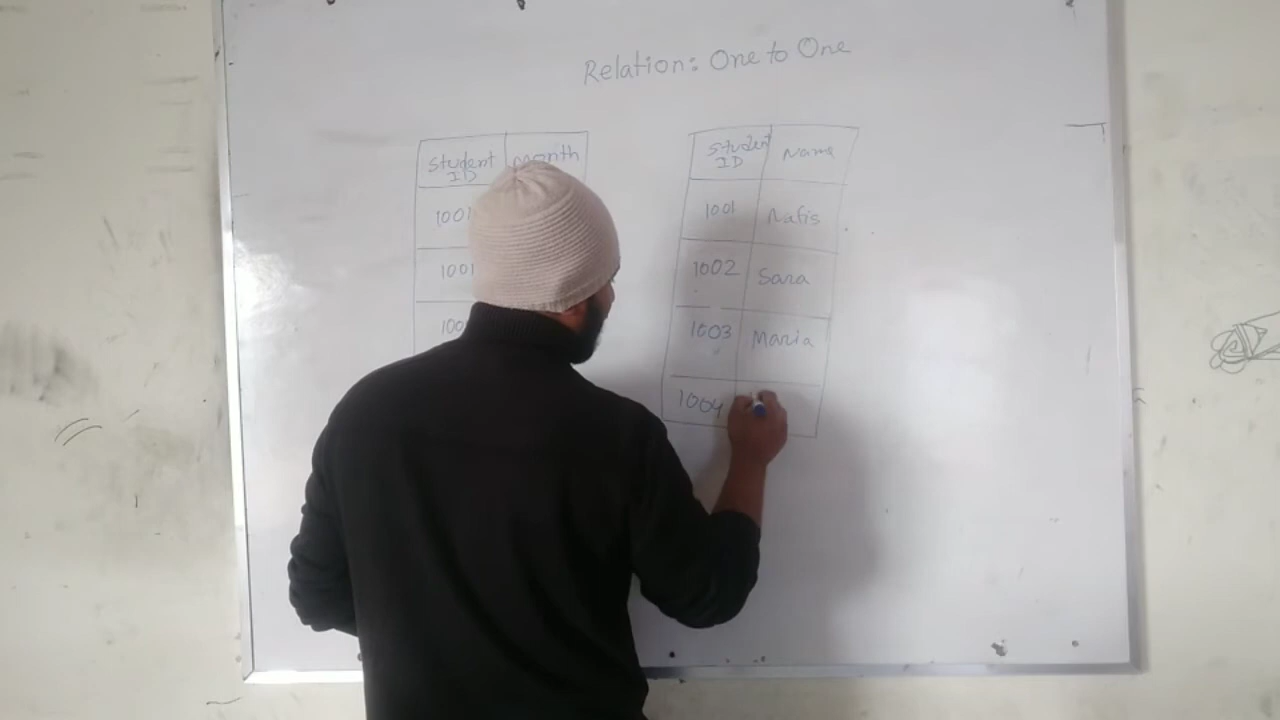 Relation: One to One
Student ID Month
1001
1001
Student ID Name
1001 Nafis
1002 Sara
1003 Maria
1004